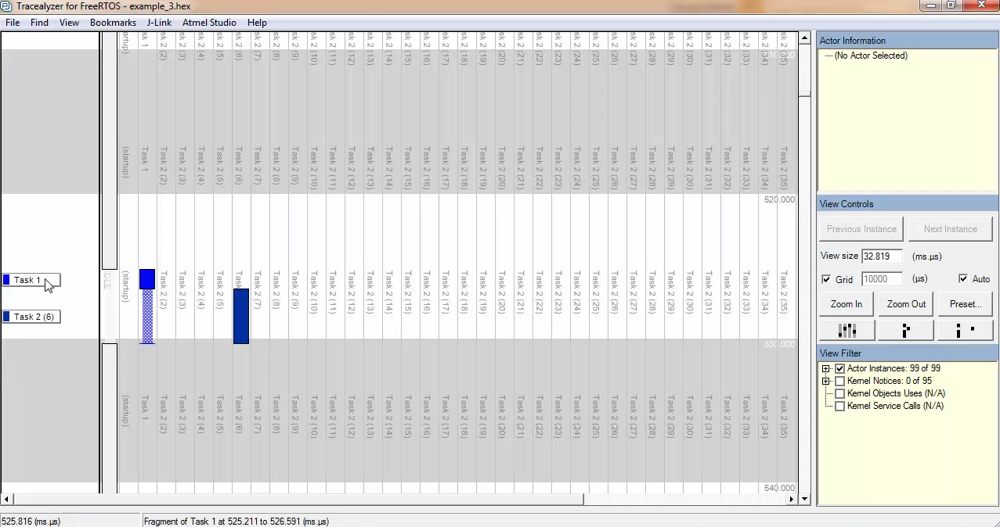 Tracealyzer for FreeRTOS - example_3.hex
File Find View Bookmarks J-Link Atmel Studio Help
sk 1 sk 2 (2) sk 2 (3) sk 2 (4) sk 2 (5) sk 2 (6) sk 2 (7) sk 2 (8) sk 2 (9) sk 2 (10) sk 2 (11) sk 2 (12) sk 2 (13) sk 2 (14) sk 2 (15) sk 2 (16) sk 2 (17) sk 2 (18) sk 2 (19) sk 2 (20) sk 2 (21) sk 2 (22) sk 2 (23) sk 2 (24) sk 2 (25) sk 2 (26) sk 2 (27) sk 2 (28) sk 2 (29) sk 2 (30) sk 2 (31) sk 2 (32) sk 2 (33) sk 2 (34) sk 2 (35)
(startup) Task 1 Task 2 (2) Task 2 (3) Task 2 (4) Task 2 (5) Task 2 (6) Task 2 (7) Task 2 (8) Task 2 (9) Task 2 (10) Task 2 (11) Task 2 (12) Task 2 (13) Task 2 (14) Task 2 (15) Task 2 (16) Task 2 (17) Task 2 (18) Task 2 (19) Task 2 (20) Task 2 (21) Task 2 (22) Task 2 (23) Task 2 (24) Task 2 (25) Task 2 (26) Task 2 (27) Task 2 (28) Task 2 (29) Task 2 (30) Task 2 (31) Task 2 (32) Task 2 (33) Task 2 (34) Task 2 (35)
520.000
(startup) Task 2 (2) Task 2 (3) Task 2 (4) Task 2 (5) Task 2 (7) Task 2 (8) Task 2 (9) Task 2 (10) Task 2 (11) Task 2 (12) Task 2 (13) Task 2 (14) Task 2 (15) Task 2 (16) Task 2 (17) Task 2 (18) Task 2 (19) Task 2 (20) Task 2 (21) Task 2 (22) Task 2 (23) Task 2 (24) Task 2 (25) Task 2 (26) Task 2 (27) Task 2 (28) Task 2 (29) Task 2 (30) Task 2 (31) Task 2 (32) Task 2 (33) Task 2 (34) Task 2 (35)
Task 1
Task 2 (6)
530.000
(startup) Task 1 Task 2 (2) Task 2 (3) Task 2 (4) Task 2 (5) Task 2 (6) Task 2 (7) Task 2 (8) Task 2 (9) Task 2 (10) Task 2 (11) Task 2 (12) Task 2 (13) Task 2 (14) Task 2 (15) Task 2 (16) Task 2 (17) Task 2 (18) Task 2 (19) Task 2 (20) Task 2 (21) Task 2 (22) Task 2 (23) Task 2 (24) Task 2 (25) Task 2 (26) Task 2 (27) Task 2 (28) Task 2 (29) Task 2 (30) Task 2 (31) Task 2 (32) Task 2 (33) Task 2 (34) Task 2 (35)
540.000
Actor Information
(No Actor Selected)
View Controls
Previous Instance Next Instance
View size 32.819 (ms.µs)
Grid 10000 (µs) Auto
Zoom In Zoom Out Preset...
View Filter
Actor Instances: 99 of 99
Kernel Notices: 0 of 95
Kernel Objects Uses (N/A)
Kernel Service Calls (N/A)
525.816 (ms.µs) Fragment of Task 1 at 525.211 to 526.591 (ms.µs)